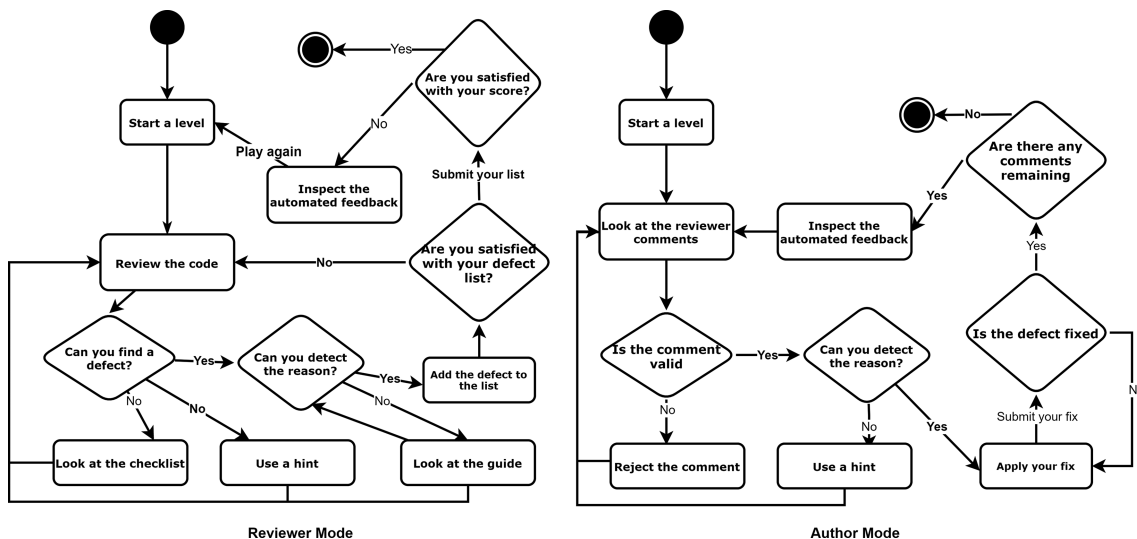 Yes
Are you satisfied
with your score?
Start a level
No
Play again
Inspect the
automated feedback
Submit your list
Are you satisfied
with your defect
list?
No
Review the code
Can you find a
defect?
Yes
Can you detect
the reason?
Yes
Add the defect to
the list
No
No
No
Look at the checklist
Use a hint
Look at the guide
Reviewer Mode
Start a level
No
Are there any
comments
remaining
Yes
Look at the reviewer
comments
Inspect the
automated feedback
Yes
Is the comment
valid
Yes
Can you detect
the reason?
Is the defect fixed
N
No
No
Yes
Submit your fix
Reject the comment
Use a hint
Apply your fix
Author Mode